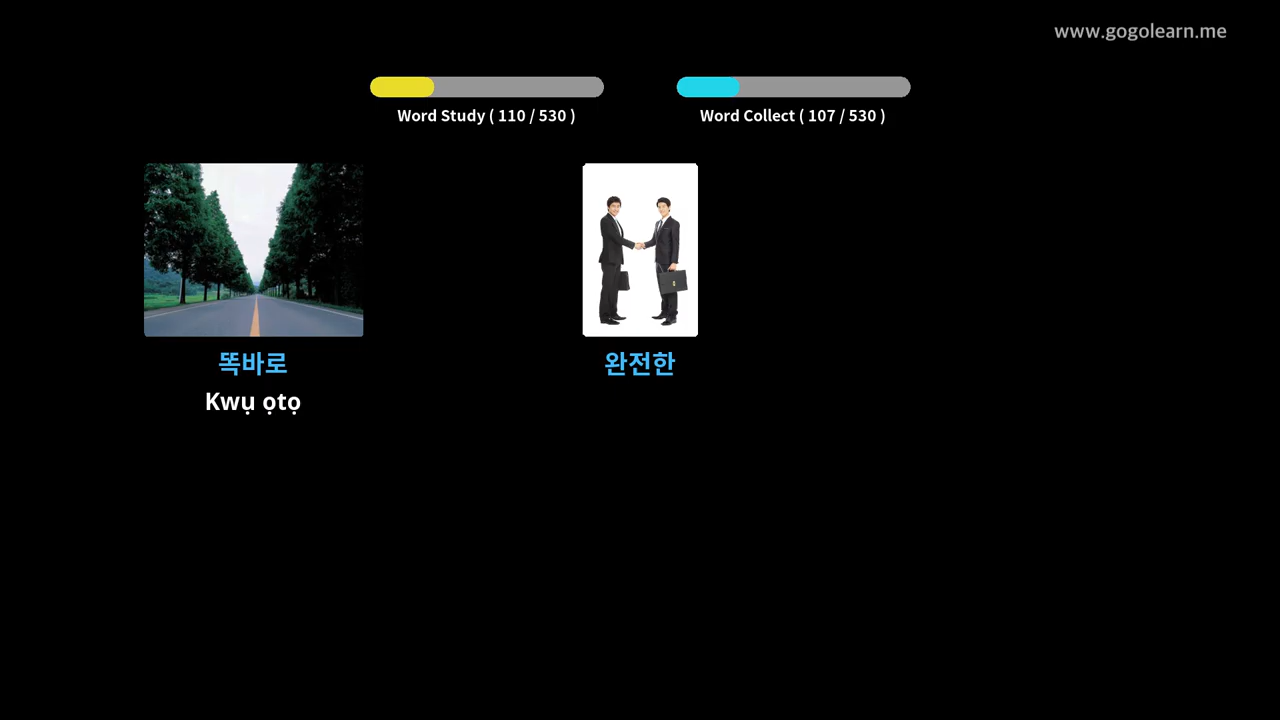 www.gogolearn.me
Word Study ( 110 / 530 )
Word Collect ( 107 / 530 )
똑바로
Kwụ ọtọ
완전한